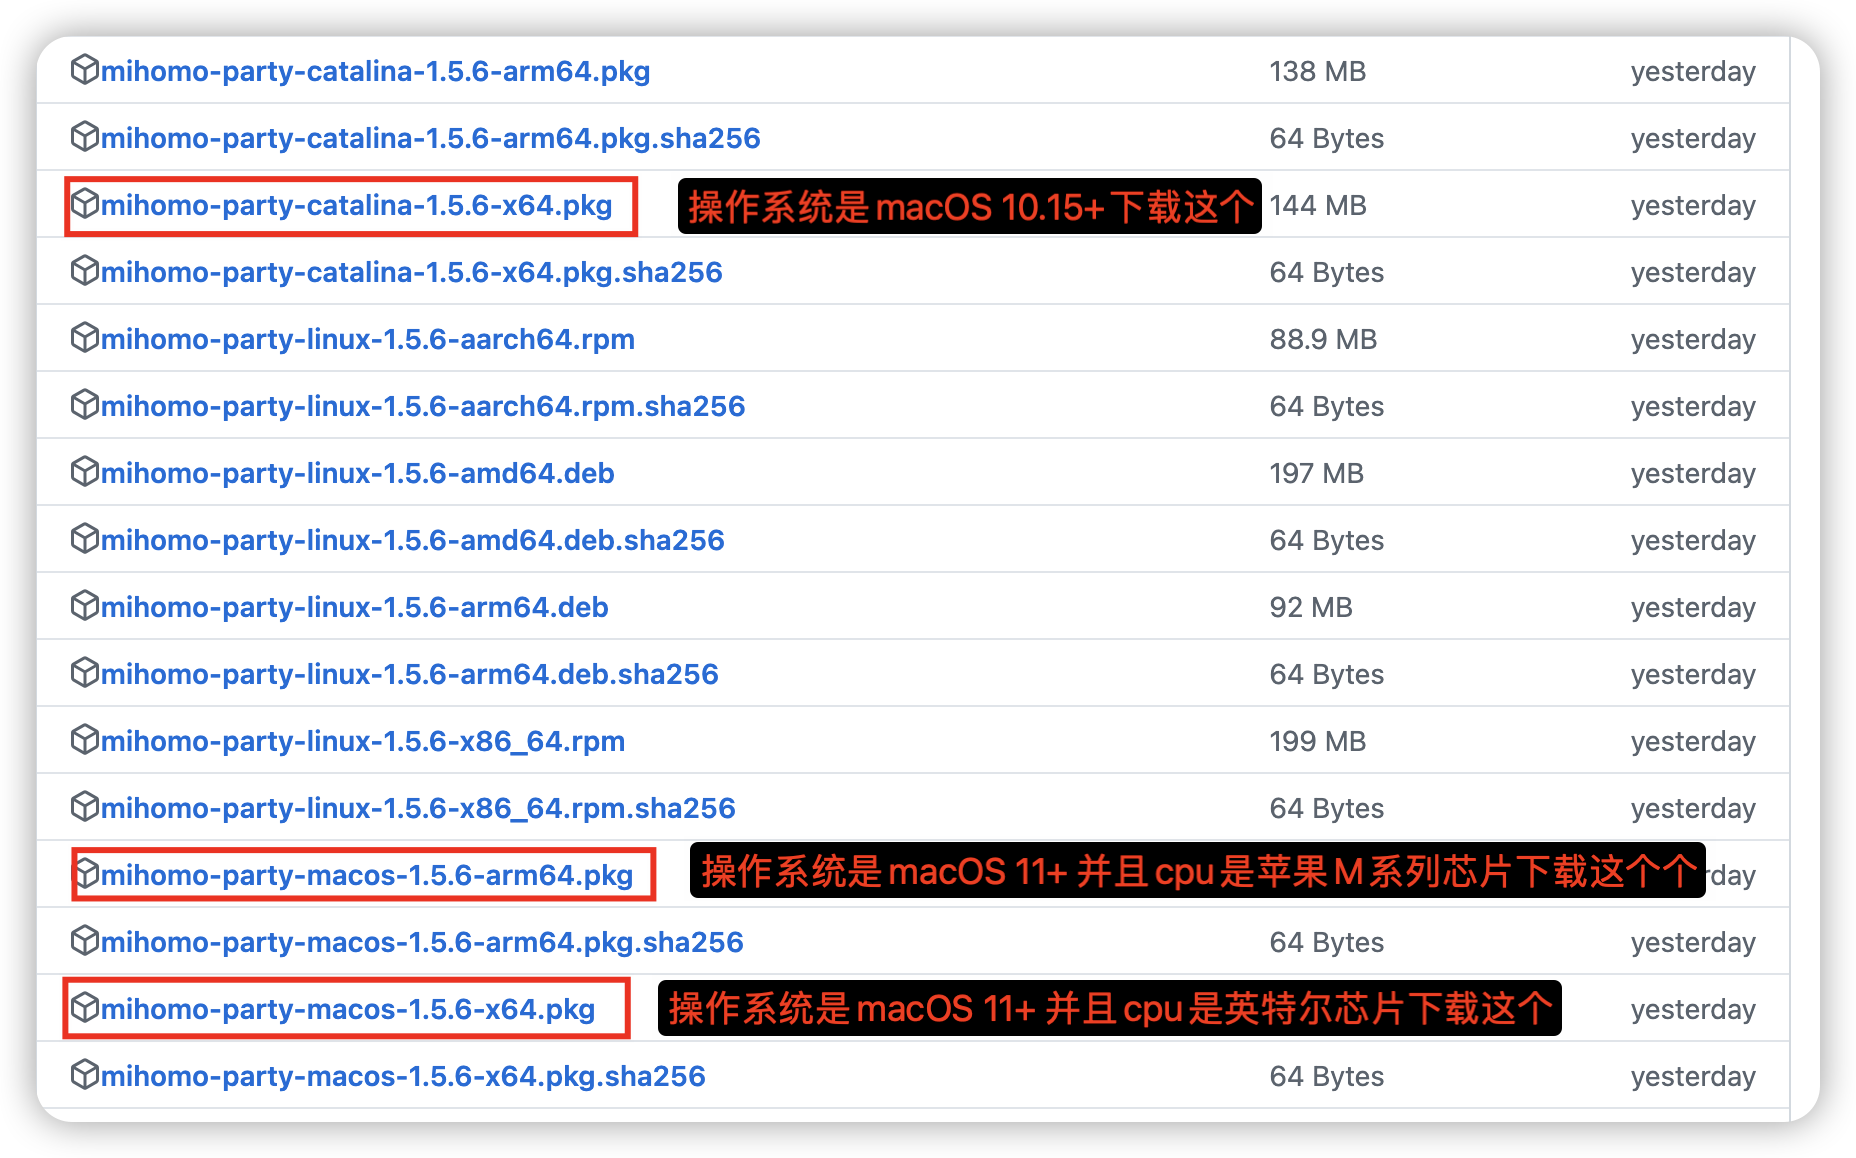 mihomo-party-catalina-1.5.6-arm64.pkg 138 MB yesterday
mihomo-party-catalina-1.5.6-arm64.pkg.sha256 64 Bytes yesterday
mihomo-party-catalina-1.5.6-x64.pkg 操作系统是 macOS 10.15+ 下载这个 144 MB yesterday
mihomo-party-catalina-1.5.6-x64.pkg.sha256 64 Bytes yesterday
mihomo-party-linux-1.5.6-aarch64.rpm 88.9 MB yesterday
mihomo-party-linux-1.5.6-aarch64.rpm.sha256 64 Bytes yesterday
mihomo-party-linux-1.5.6-amd64.deb 197 MB yesterday
mihomo-party-linux-1.5.6-amd64.deb.sha256 64 Bytes yesterday
mihomo-party-linux-1.5.6-arm64.deb 92 MB yesterday
mihomo-party-linux-1.5.6-arm64.deb.sha256 64 Bytes yesterday
mihomo-party-linux-1.5.6-x86_64.rpm 199 MB yesterday
mihomo-party-linux-1.5.6-x86_64.rpm.sha256 64 Bytes yesterday
mihomo-party-macos-1.5.6-arm64.pkg 操作系统是 macOS 11+ 并且 cpu 是苹果 M 系列芯片下载这个个 rday
mihomo-party-macos-1.5.6-arm64.pkg.sha256 64 Bytes yesterday
mihomo-party-macos-1.5.6-x64.pkg 操作系统是 macOS 11+ 并且 cpu 是英特尔芯片下载这个 yesterday
mihomo-party-macos-1.5.6-x64.pkg.sha256 64 Bytes yesterday